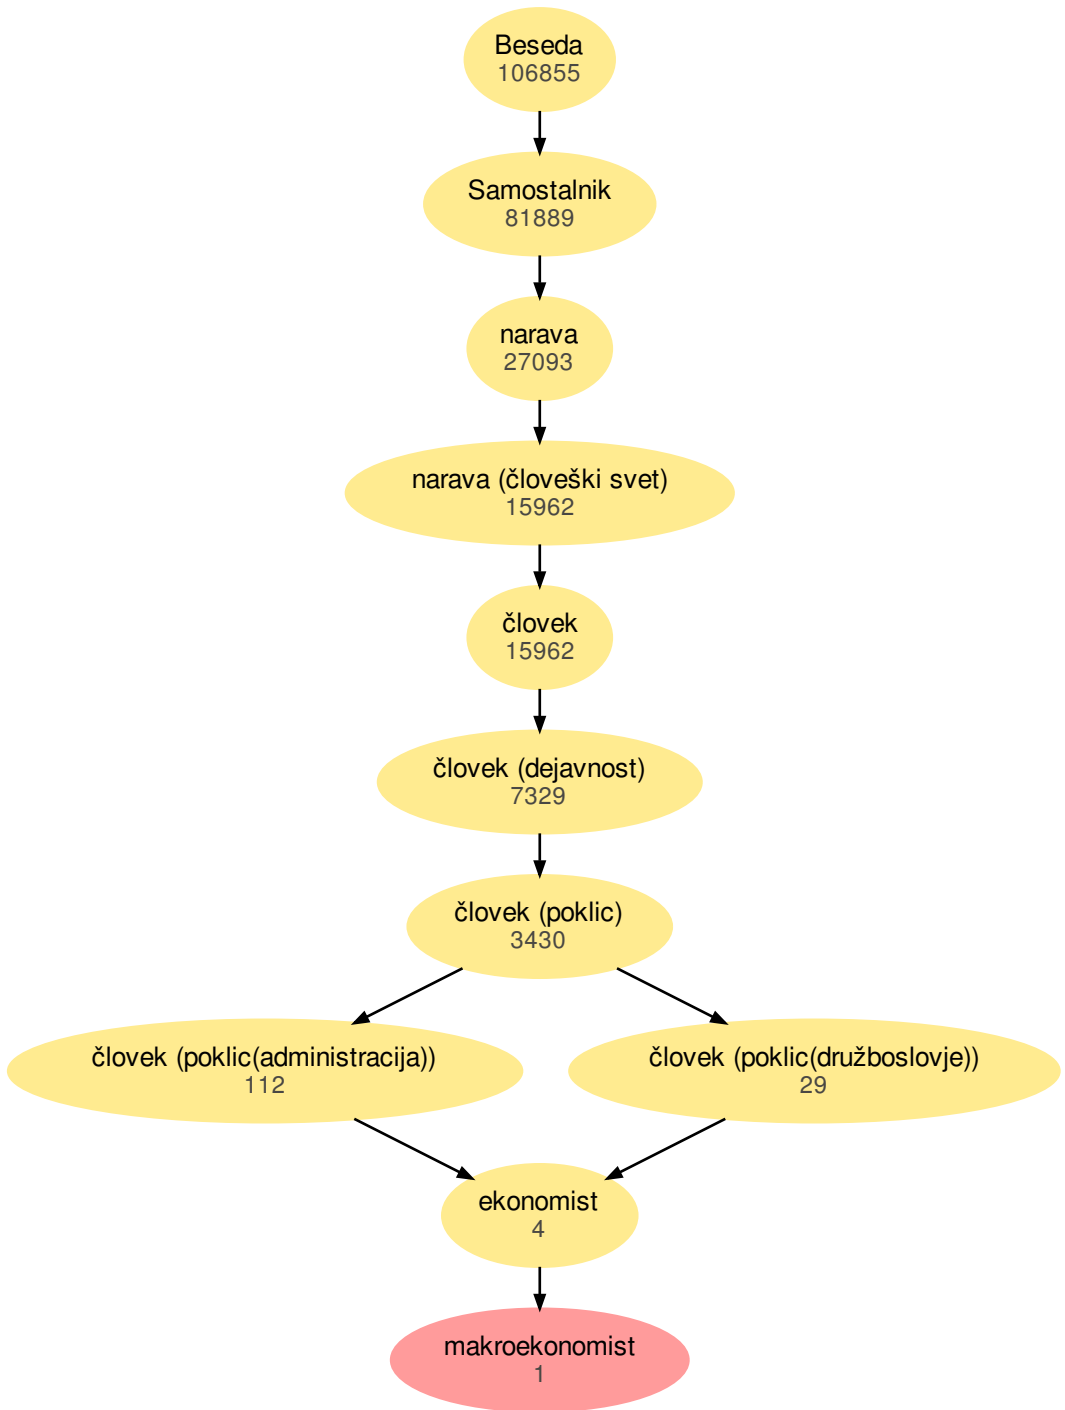 Beseda
106855
Samostalnik
81889
narava
27093
narava (človeški svet)
15962
človek
15962
človek (dejavnost)
7329
človek (poklic)
3430
človek (poklic(administracija))
112
človek (poklic(družboslovje))
29
ekonomist
4
makroekonomist
1